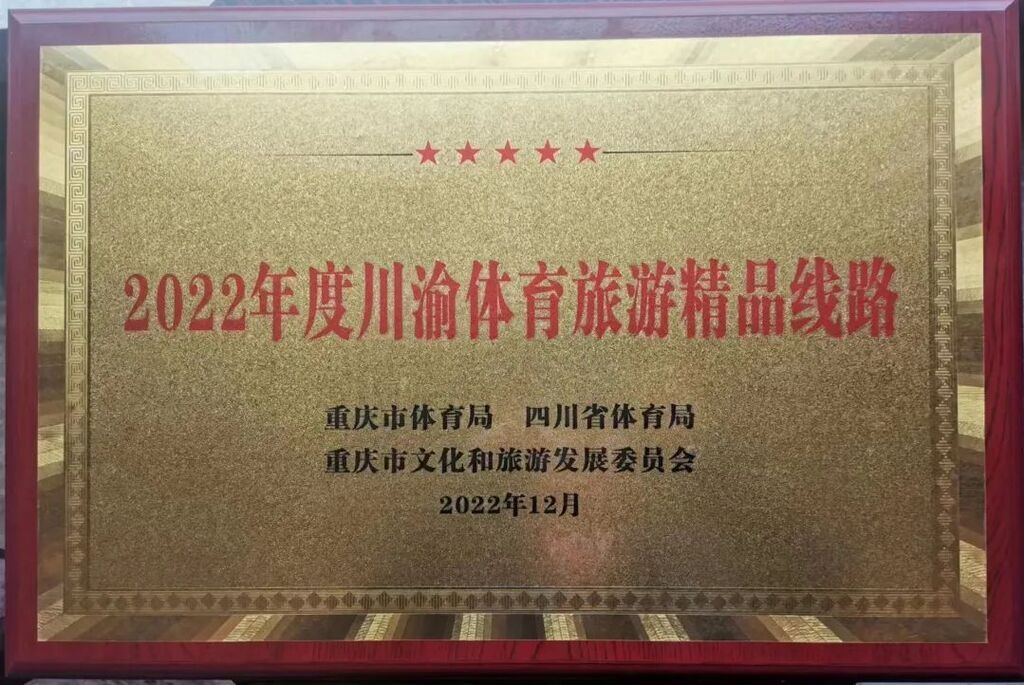 2022年度川渝体育旅游精品线路
重庆市体育局 四川省体育局
重庆市文化和旅游发展委员会
2022年12月